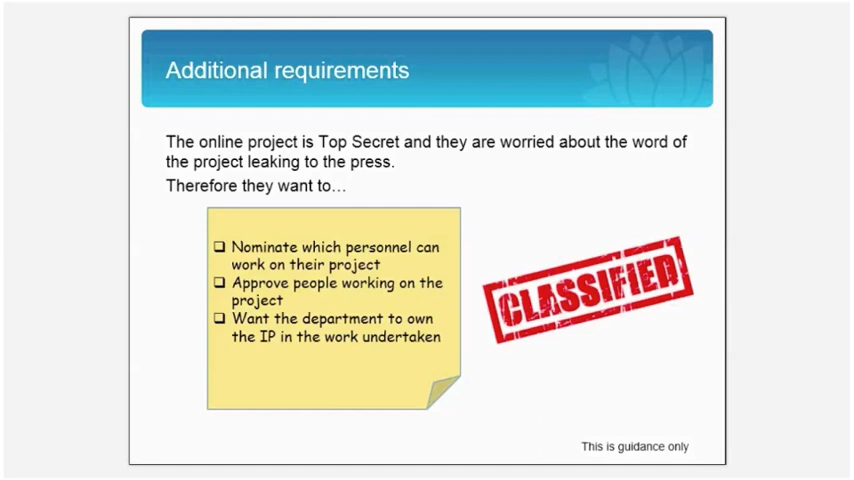 Additional requirements
The online project is Top Secret and they are worried about the word of
the project leaking to the press.
Therefore they want to…
❑ Nominate which personnel can
work on their project
❑ Approve people working on the
project
❑ Want the department to own
the IP in the work undertaken
CLASSIFIED
This is guidance only